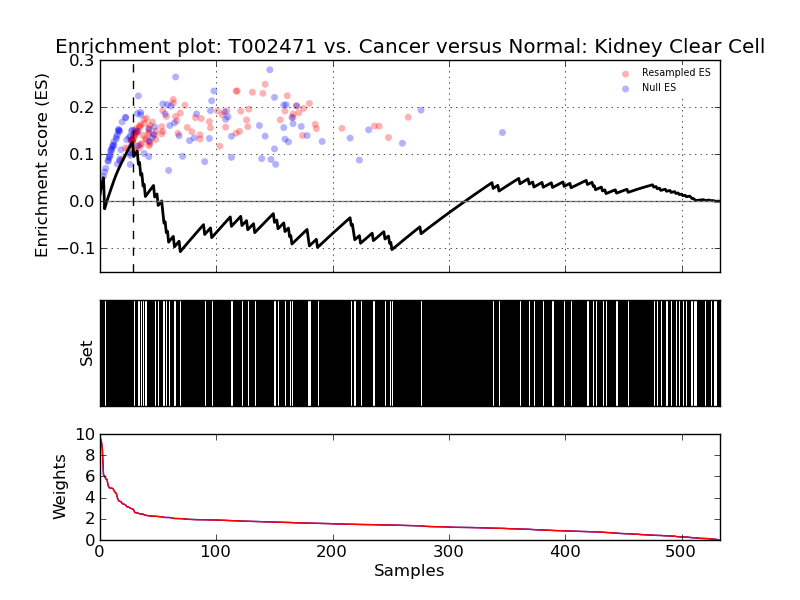 Enrichment plot: T002471 vs. Cancer versus Normal: Kidney Clear Cell
0.3
0.2
0.1
0.0
−0.1
Enrichment score (ES)
Resampled ES
Null ES
Set
10
8
6
4
2
0
Weights
0 100 200 300 400 500
Samples